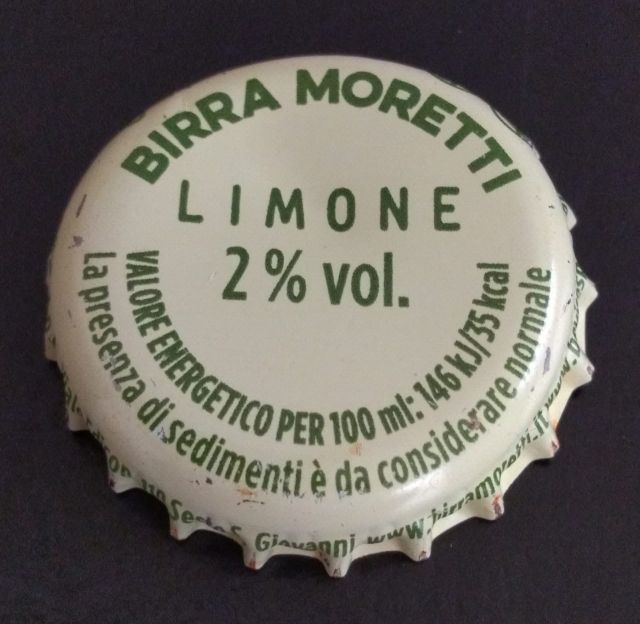 BIRRA MORETTI
LIMONE
2% vol.
VALORE ENERGETICO PER 100 ml: 146 kJ/35 kcal
La presenza di sedimenti è da considerare normale
Giovanni www.birramoretti.it